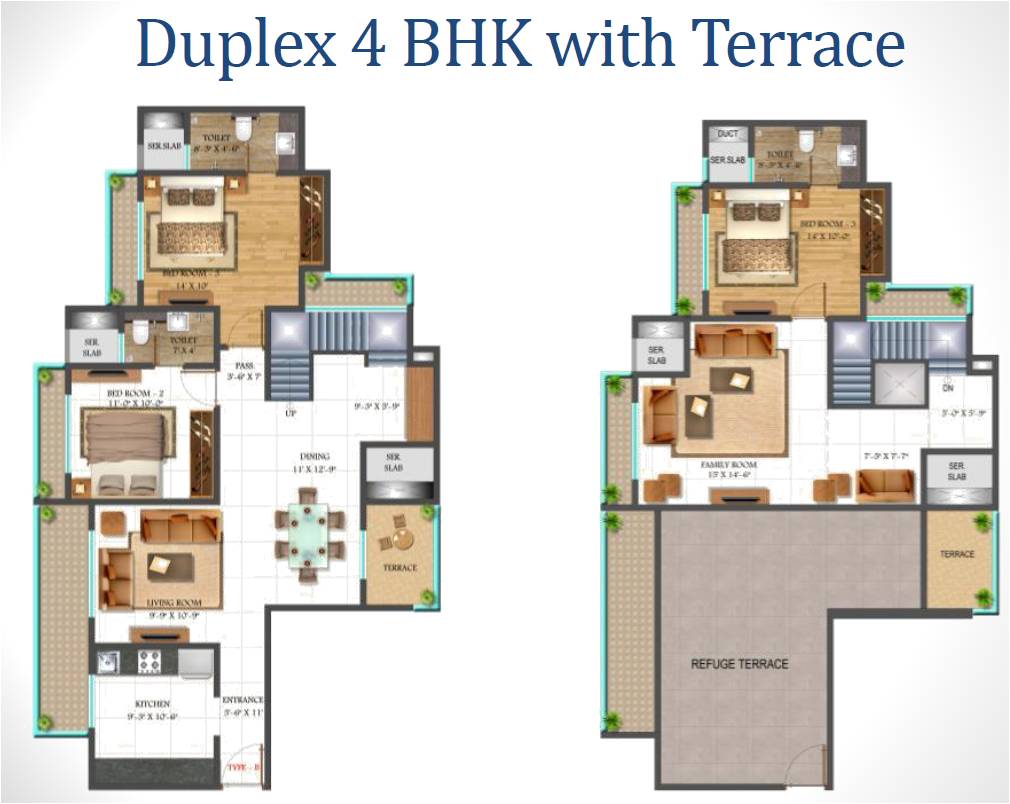 Duplex 4 BHK with Terrace
SER.SLAB
TOILET
8'-3" X 4'-6"
BED ROOM - 3
14' X 10'
SER.
SLAB
TOILET
7' X 4'
PASS.
3'-6" X 7'
BED ROOM - 2
11'-0" X 10'-0"
UP
9'-3" X 3'-9"
DINING
11' X 12'-9"
SER.
SLAB
LIVING ROOM
9'-9" X 10'-9"
TERRACE
KITCHEN
9'-3" X 10'-6"
ENTRANCE
3'-6" X 11'
TYPE - B
DUCT
SER.SLAB
TOILET
8'-3" X 4'-6"
BED ROOM - 3
14' X 10'-0"
SER.
SLAB
DN
3'-0" X 5'-9"
FAMILY ROOM
15' X 14'-6"
7'-3" X 7'-7"
SER.
SLAB
TERRACE
REFUGE TERRACE